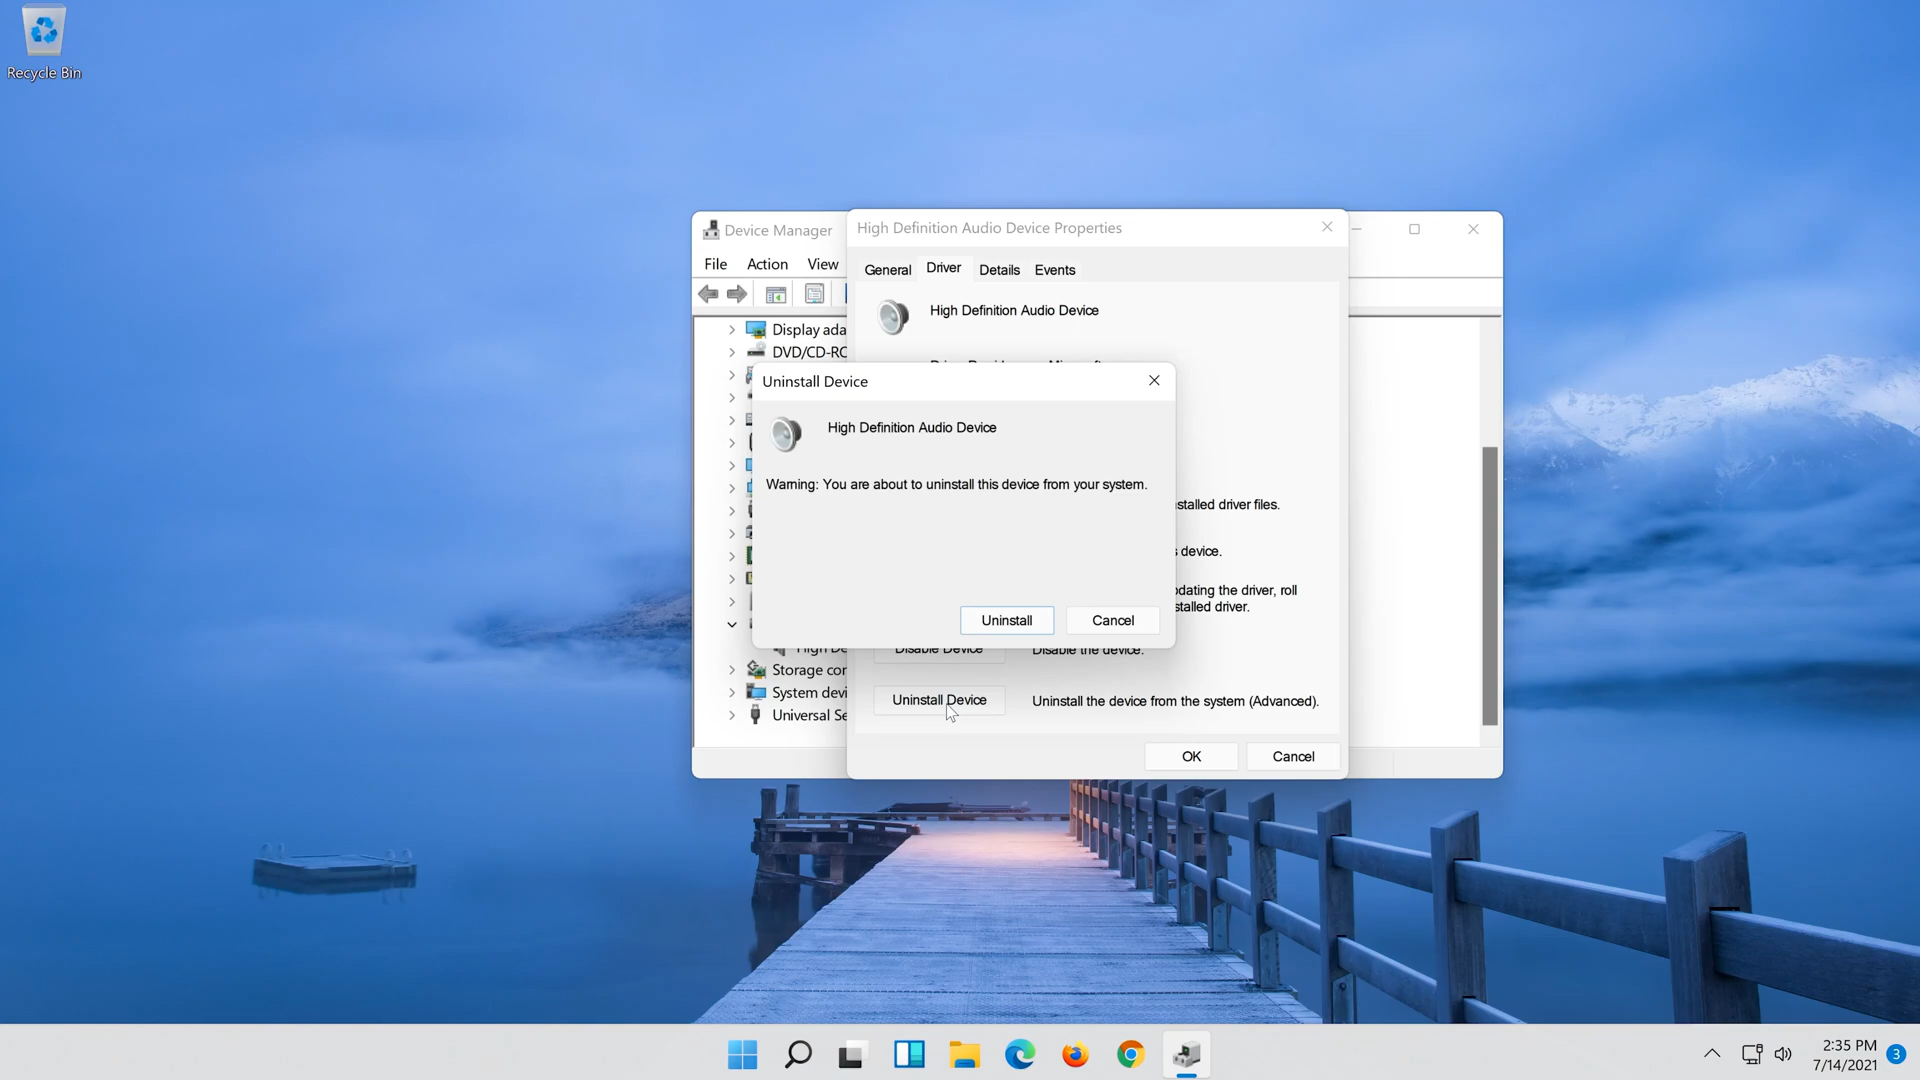 Recycle Bin
Device Manager
File Action View
Display ada
DVD/CD-RC
Storage cor
System devi
Universal Se
High Definition Audio Device Properties
General Driver Details Events
High Definition Audio Device
stalled driver files.
s device.
pdating the driver, roll
stalled driver.
Disable Device Disable the device.
Uninstall Device Uninstall the device from the system (Advanced).
OK Cancel
Uninstall Device
High Definition Audio Device
Warning: You are about to uninstall this device from your system.
Uninstall Cancel
2:35 PM
7/14/2021
3